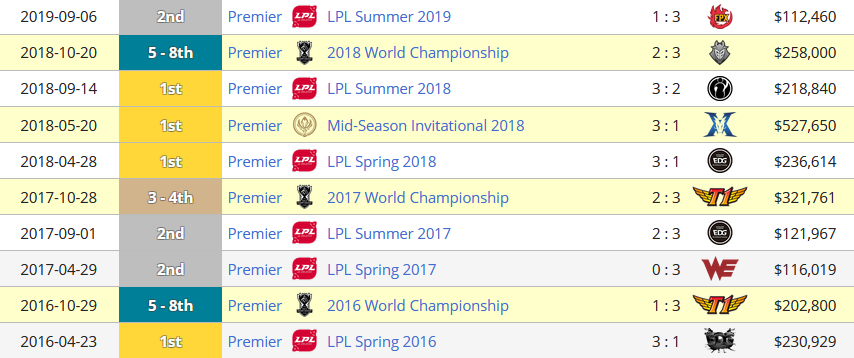 2019-09-06 2nd Premier LPL LPL Summer 2019 1 : 3 FPX $112,460
2018-10-20 5 - 8th Premier 2018 World Championship 2 : 3 $258,000
2018-09-14 1st Premier LPL LPL Summer 2018 3 : 2 $218,840
2018-05-20 1st Premier Mid-Season Invitational 2018 3 : 1 $527,650
2018-04-28 1st Premier LPL LPL Spring 2018 3 : 1 EDG $236,614
2017-10-28 3 - 4th Premier 2017 World Championship 2 : 3 T1 $321,761
2017-09-01 2nd Premier LPL LPL Summer 2017 2 : 3 EDG $121,967
2017-04-29 2nd Premier LPL LPL Spring 2017 0 : 3 WE $116,019
2016-10-29 5 - 8th Premier 2016 World Championship 1 : 3 T1 $202,800
2016-04-23 1st Premier LPL LPL Spring 2016 3 : 1 EDG $230,929